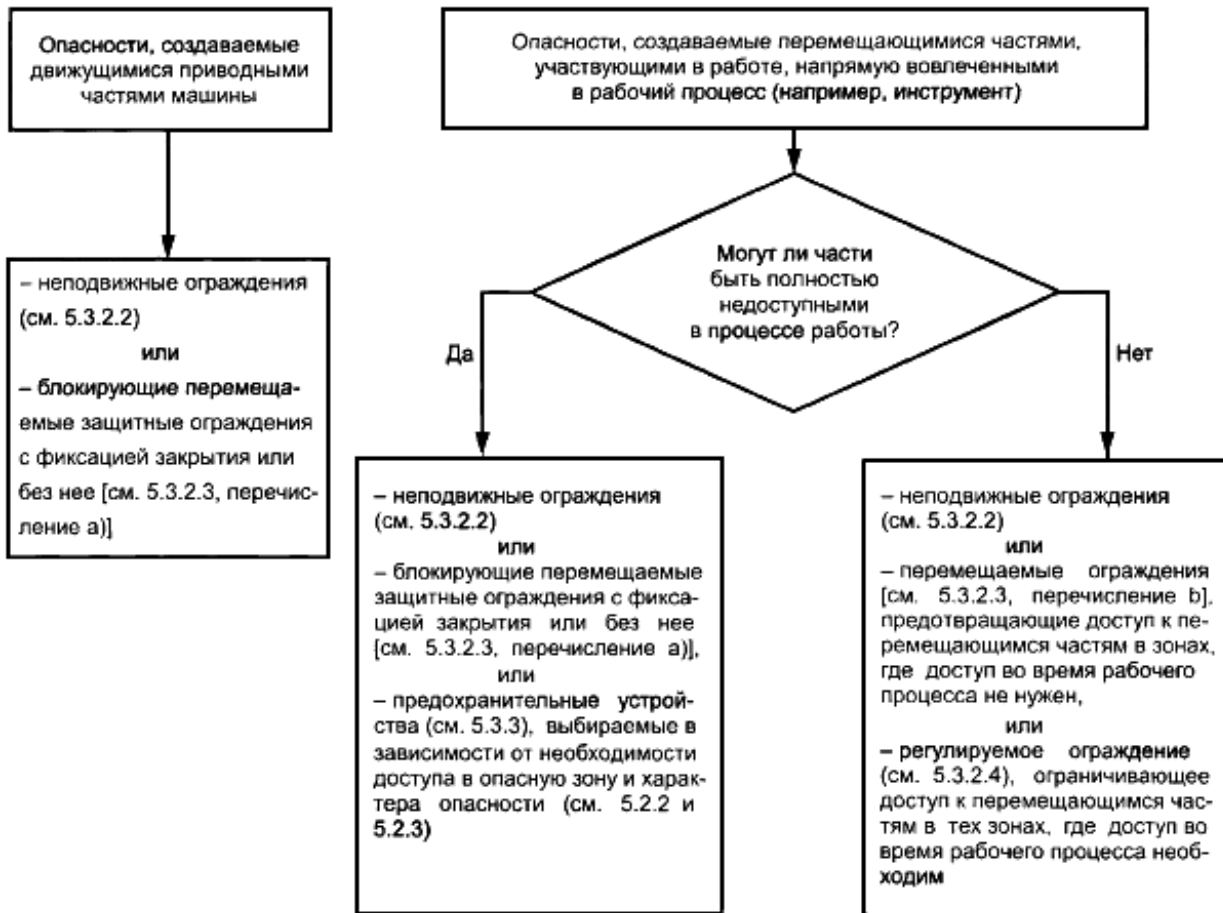 Опасности, создаваемые
движущимися приводными
частями машины
Опасности, создаваемые перемещающимися частями,
участвующими в работе, напрямую вовлеченными
в рабочий процесс (например, инструмент)
Могут ли части
быть полностью
недоступными
в процессе работы?
Да
Нет
– неподвижные ограждения
(см. 5.3.2.2)
или
– блокирующие перемеща-
емые защитные ограждения
с фиксацией закрытия или
без нее [см. 5.3.2.3, перечис-
ление a)]
– неподвижные ограждения
(см. 5.3.2.2)
или
– блокирующие перемещаемые
защитные ограждения с фикса-
цией закрытия или без нее
[см. 5.3.2.3, перечисление a)],
или
– предохранительные устрой-
ства (см. 5.3.3), выбираемые в
зависимости от необходимости
доступа в опасную зону и харак-
тера опасности (см. 5.2.2 и
5.2.3)
– неподвижные ограждения
(см. 5.3.2.2)
или
– перемещаемые ограждения
[см. 5.3.2.3, перечисление b],
предотвращающие доступ к пе-
ремещающимся частям в зонах,
где доступ во время рабочего
процесса не нужен,
или
– регулируемое ограждение
(см. 5.3.2.4), ограничивающее
доступ к перемещающимся час-
тям в тех зонах, где доступ во
время рабочего процесса необ-
ходим